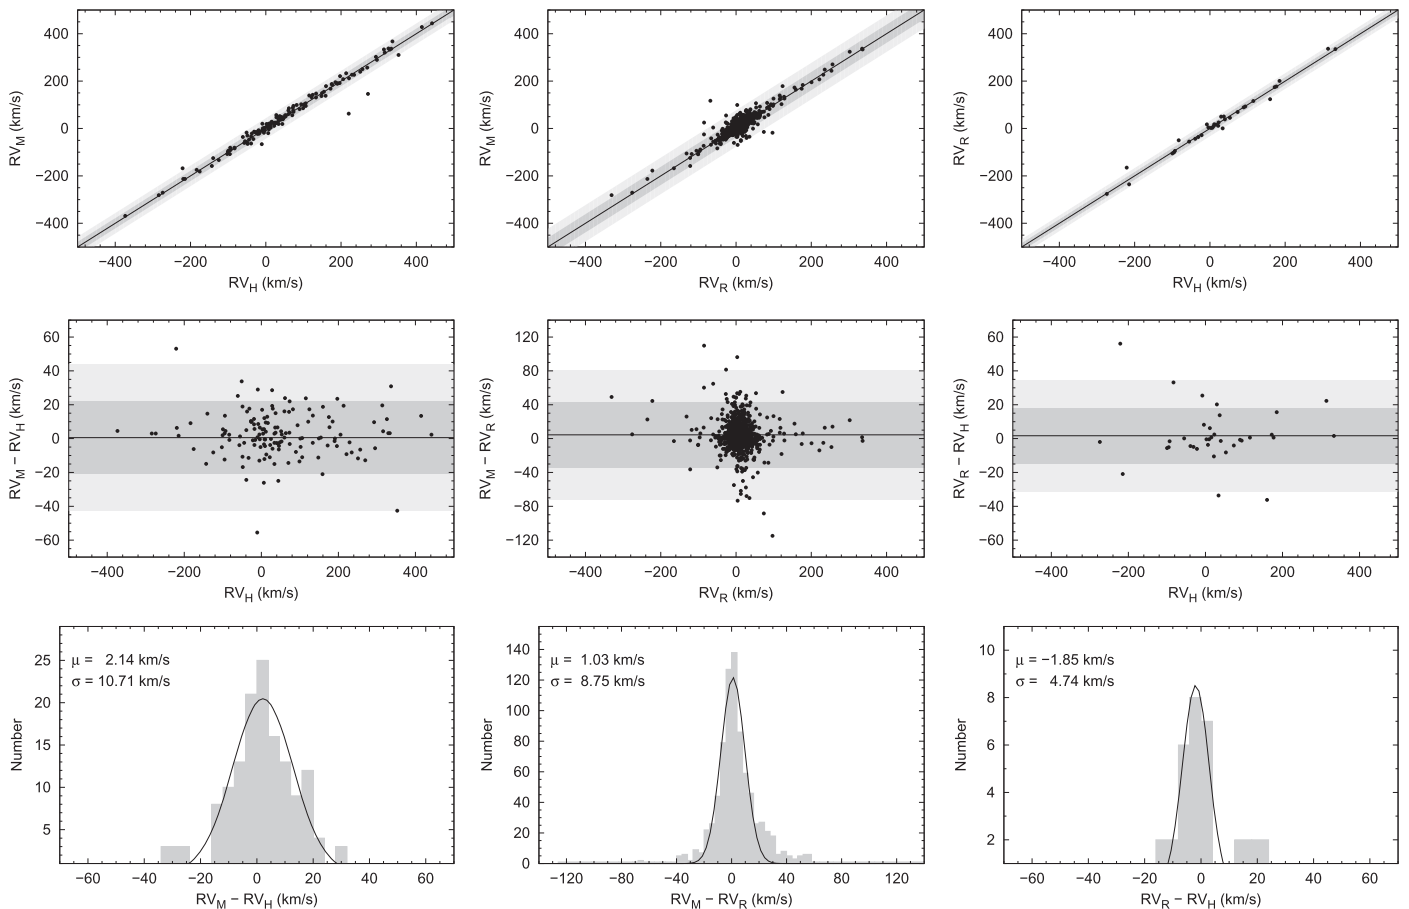 400
200
0
−200
−400
RV_M (km/s)
−400 −200 0 200 400
RV_H (km/s)
400
200
0
−200
−400
RV_M (km/s)
−400 −200 0 200 400
RV_R (km/s)
400
200
0
−200
−400
RV_R (km/s)
−400 −200 0 200 400
RV_H (km/s)
60
40
20
0
−20
−40
−60
RV_M − RV_H (km/s)
−400 −200 0 200 400
RV_H (km/s)
120
80
40
0
−40
−80
−120
RV_M − RV_R (km/s)
−400 −200 0 200 400
RV_R (km/s)
60
40
20
0
−20
−40
−60
RV_R − RV_H (km/s)
−400 −200 0 200 400
RV_H (km/s)
μ = 2.14 km/s
σ = 10.71 km/s
25
20
15
10
5
Number
−60 −40 −20 0 20 40 60
RV_M − RV_H (km/s)
μ = 1.03 km/s
σ = 8.75 km/s
140
120
100
80
60
40
20
0
Number
−120 −80 −40 0 40 80 120
RV_M − RV_R (km/s)
μ = −1.85 km/s
σ = 4.74 km/s
10
8
6
4
2
Number
−60 −40 −20 0 20 40 60
RV_R − RV_H (km/s)